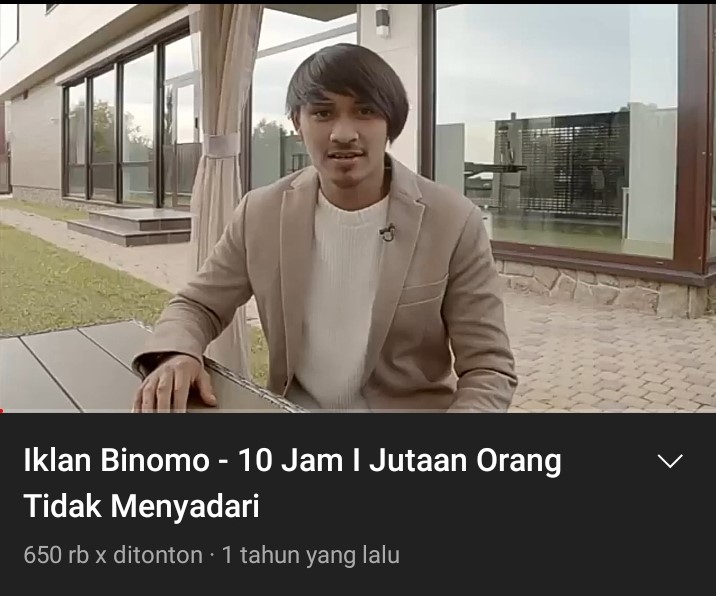 Iklan Binomo - 10 Jam I Jutaan Orang
Tidak Menyadari
650 rb x ditonton · 1 tahun yang lalu